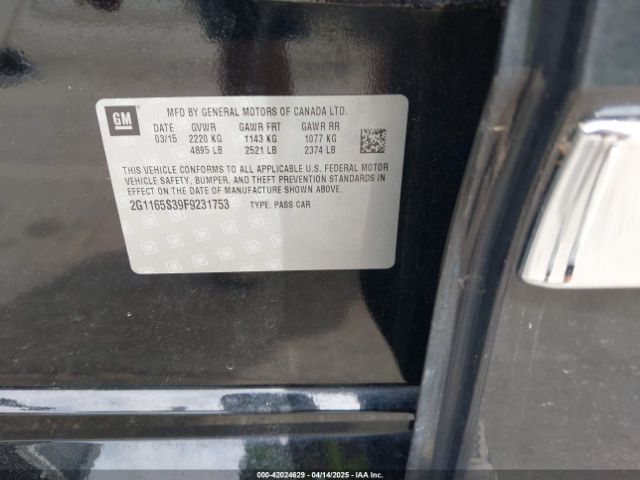 GM
MFD BY GENERAL MOTORS OF CANADA LTD.
DATE GVWR GAWR FRT GAWR RR
03/15 2220 KG 1143 KG 1077 KG
4895 LB 2521 LB 2374 LB
THIS VEHICLE CONFORMS TO ALL APPLICABLE U.S. FEDERAL MOTOR
VEHICLE SAFETY, BUMPER, AND THEFT PREVENTION STANDARDS IN
EFFECT ON THE DATE OF MANUFACTURE SHOWN ABOVE.
2G1165S39F9231753 TYPE: PASS CAR
000-42024629 04/14/2025 IAAI.COM